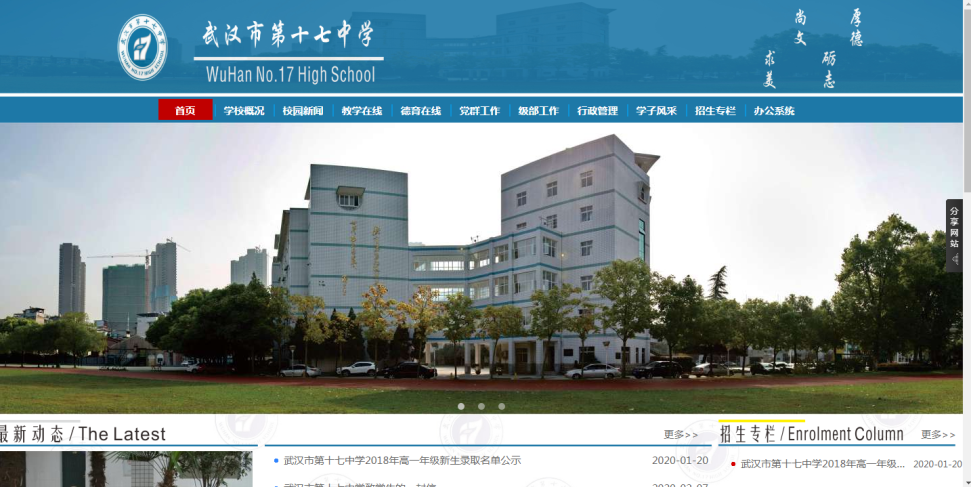 武汉市第十七中学
WuHan No.17 High School
厚德
砺志
尚文
求美
首页 学校概况 校园新闻 教学在线 德育在线 党群工作 级部工作 行政管理 学子风采 招生专栏 办公系统
分享网站
最新动态/The Latest
更多>>
招生专栏/Enrolment Column 更多>>
武汉市第十七中学2018年高一年级新生录取名单公示 2020-01-20
武汉市第十七中学2018年高一年级... 2020-01-20